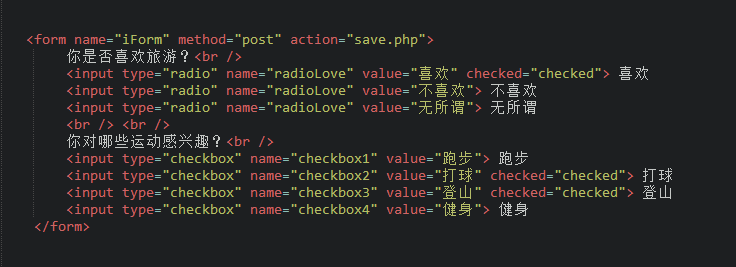 <form name="iForm" method="post" action="save.php">
你是否喜欢旅游？<br />
<input type="radio" name="radioLove" value="喜欢" checked="checked"> 喜欢
<input type="radio" name="radioLove" value="不喜欢"> 不喜欢
<input type="radio" name="radioLove" value="无所谓"> 无所谓
<br /> <br />
你对哪些运动感兴趣？<br />
<input type="checkbox" name="checkbox1" value="跑步"> 跑步
<input type="checkbox" name="checkbox2" value="打球" checked="checked"> 打球
<input type="checkbox" name="checkbox3" value="登山" checked="checked"> 登山
<input type="checkbox" name="checkbox4" value="健身"> 健身
</form>